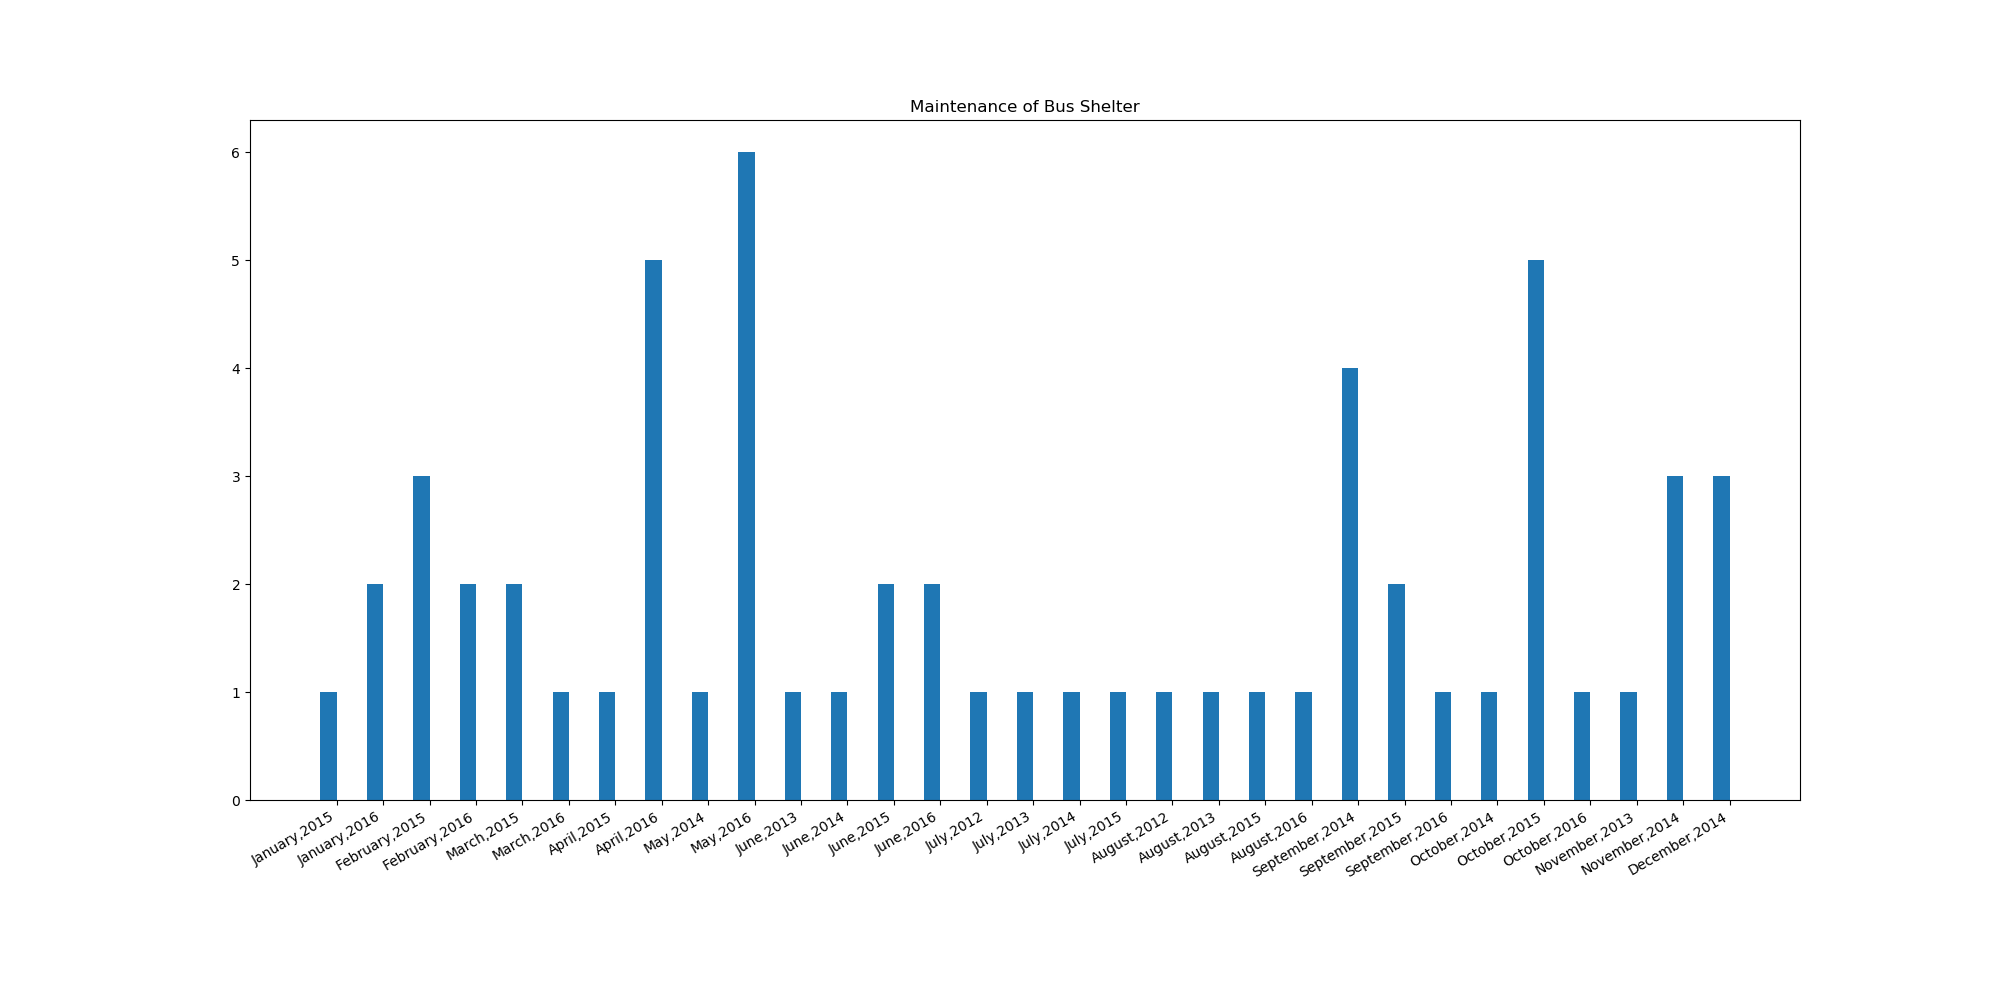 Maintenance of Bus Shelter
6
5
4
3
2
1
0
January,2015
January,2016
February,2015
February,2016
March,2015
March,2016
April,2015
April,2016
May,2014
May,2016
June,2013
June,2014
June,2015
June,2016
July,2012
July,2013
July,2014
July,2015
August,2012
August,2013
August,2015
August,2016
September,2014
September,2015
September,2016
October,2014
October,2015
October,2016
November,2013
November,2014
December,2014